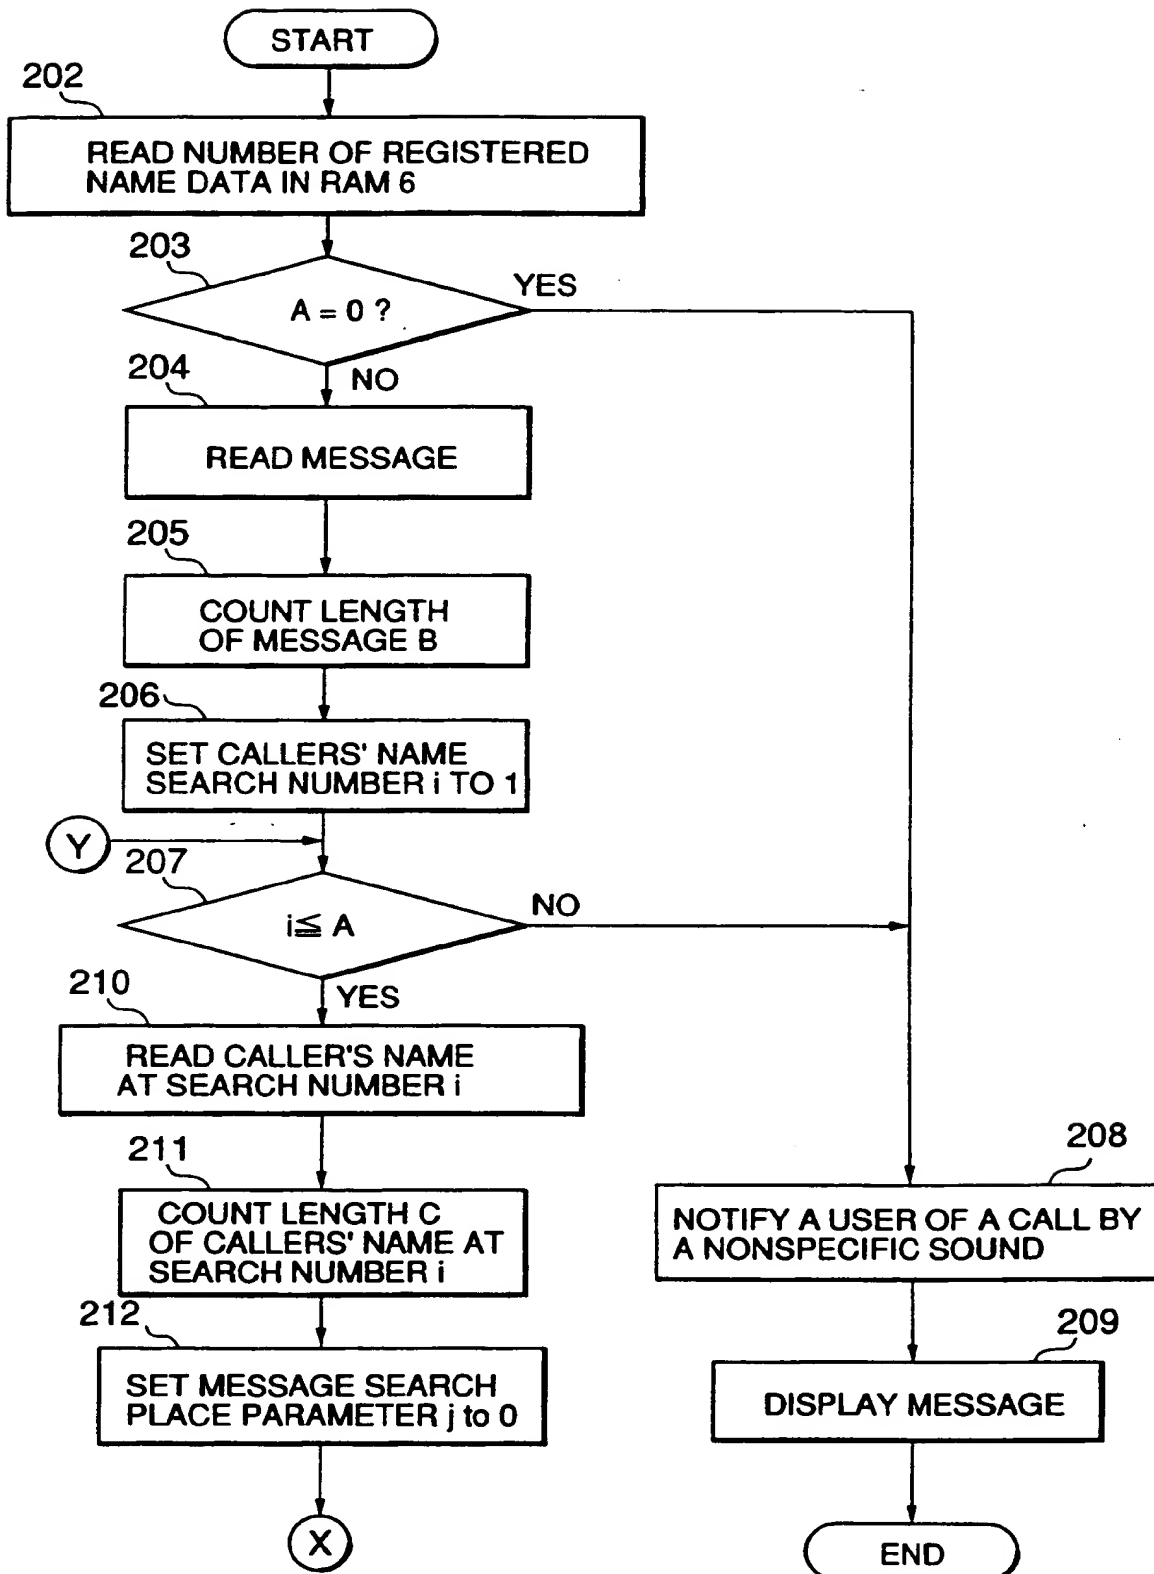 START
202
READ NUMBER OF REGISTERED
NAME DATA IN RAM 6
203
A = 0 ?
YES
NO
204
READ MESSAGE
205
COUNT LENGTH
OF MESSAGE B
206
SET CALLERS' NAME
SEARCH NUMBER i TO 1
Y
207
i≦ A
NO
YES
210
READ CALLER'S NAME
AT SEARCH NUMBER i
211
COUNT LENGTH C
OF CALLERS' NAME AT
SEARCH NUMBER i
212
SET MESSAGE SEARCH
PLACE PARAMETER j to 0
X
208
NOTIFY A USER OF A CALL BY
A NONSPECIFIC SOUND
209
DISPLAY MESSAGE
END